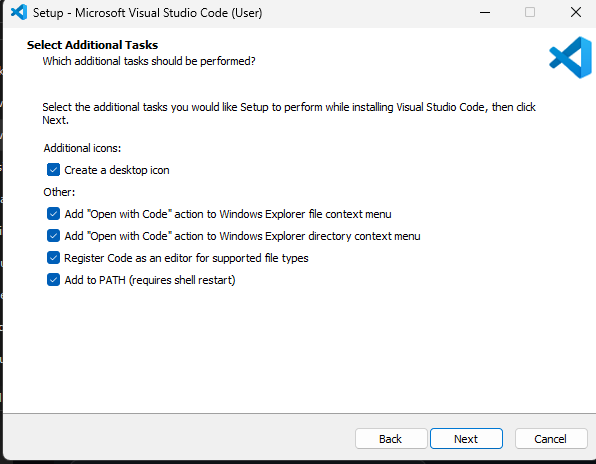 Setup - Microsoft Visual Studio Code (User)
Select Additional Tasks
Which additional tasks should be performed?
Select the additional tasks you would like Setup to perform while installing Visual Studio Code, then click
Next.
Additional icons:
Create a desktop icon
Other:
Add "Open with Code" action to Windows Explorer file context menu
Add "Open with Code" action to Windows Explorer directory context menu
Register Code as an editor for supported file types
Add to PATH (requires shell restart)
Back Next Cancel